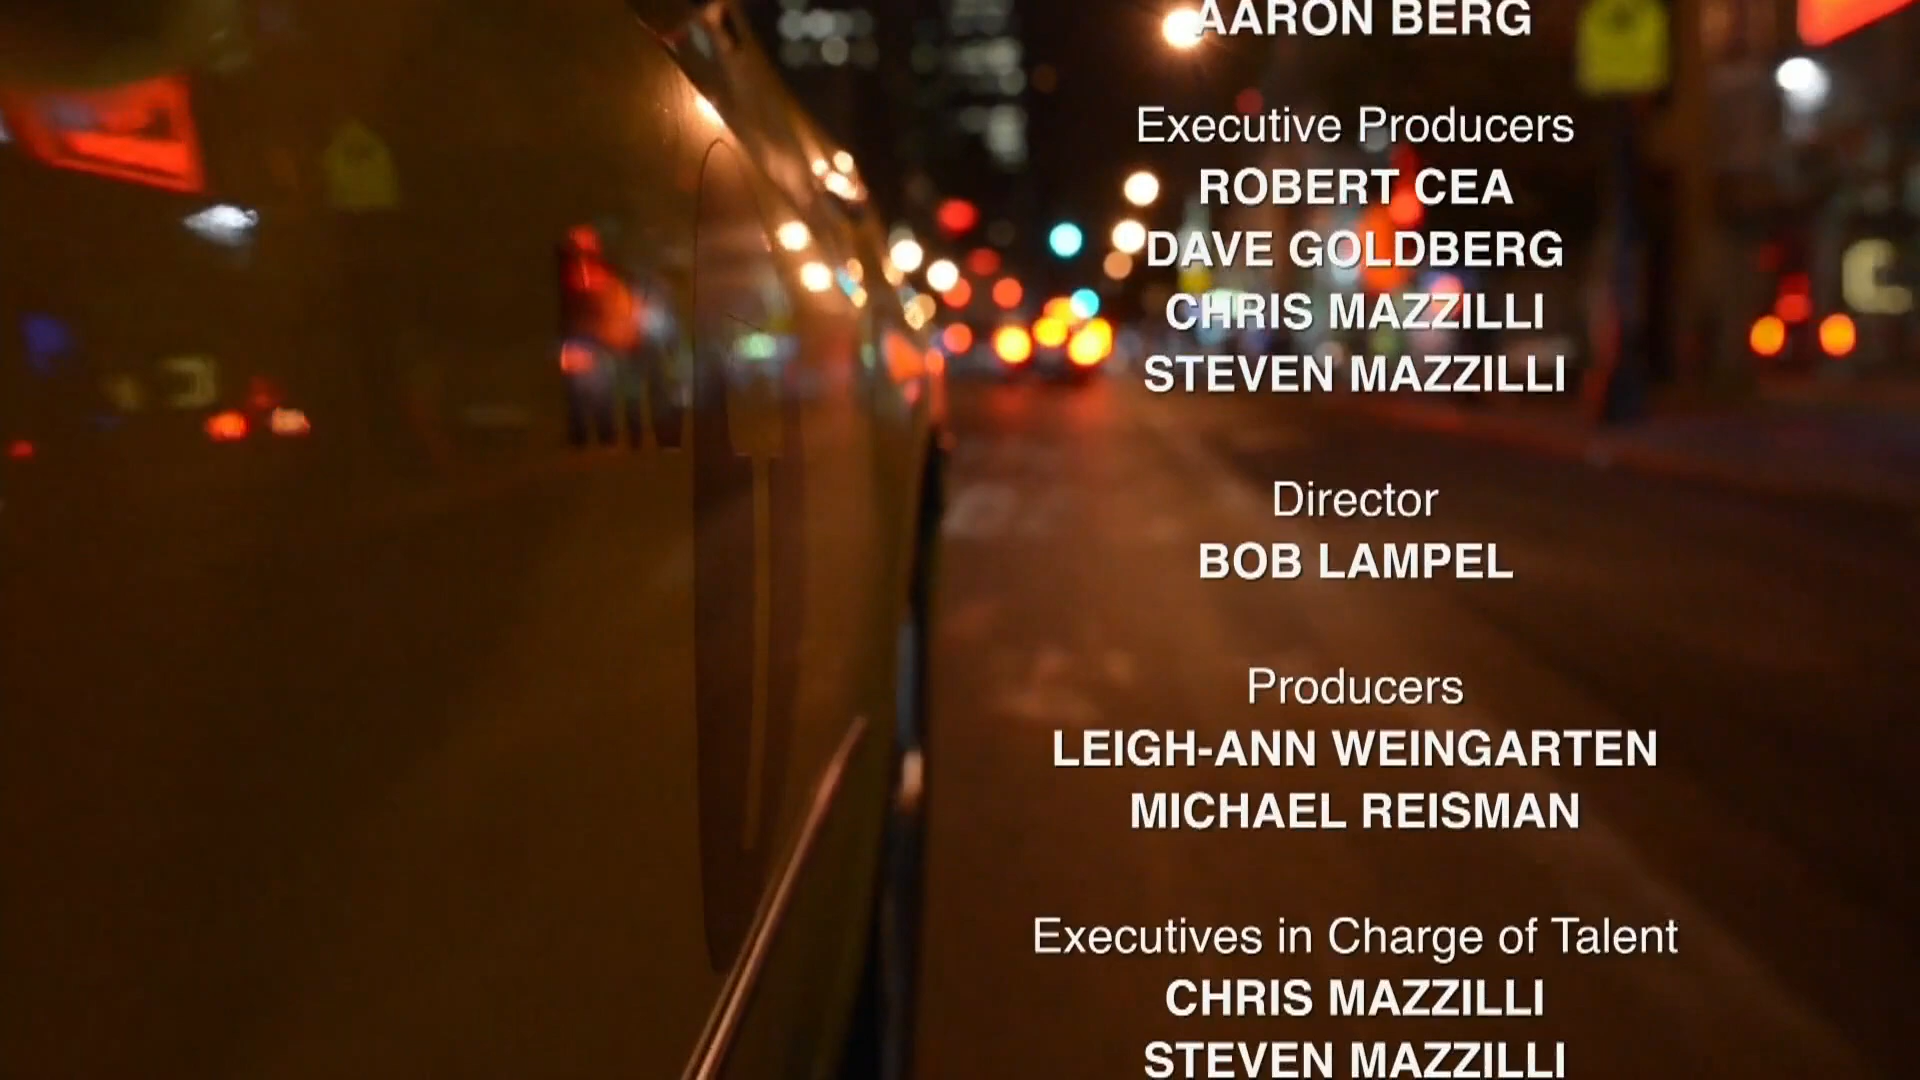 AARON BERG
Executive Producers
ROBERT CEA
DAVE GOLDBERG
CHRIS MAZZILLI
STEVEN MAZZILLI
Director
BOB LAMPEL
Producers
LEIGH-ANN WEINGARTEN
MICHAEL REISMAN
Executives in Charge of Talent
CHRIS MAZZILLI
STEVEN MAZZILLI